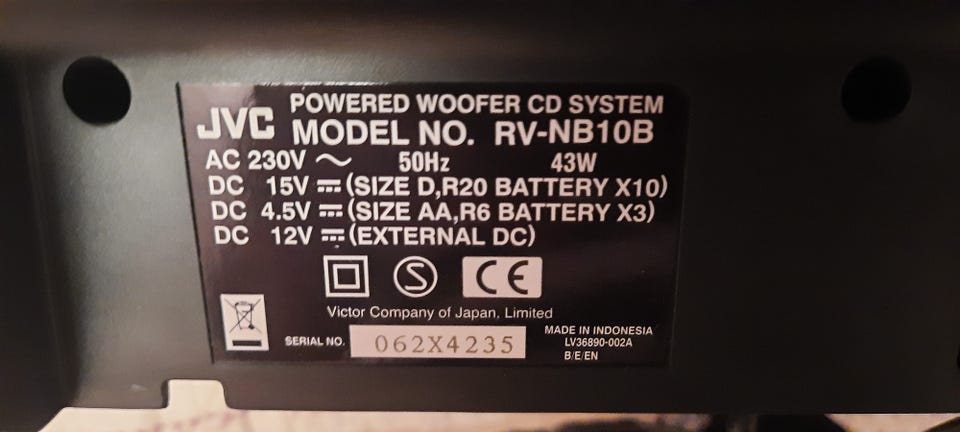 JVC POWERED WOOFER CD SYSTEM
MODEL NO. RV-NB10B
AC 230V ~ 50Hz 43W
DC 15V ⎓ (SIZE D,R20 BATTERY X10)
DC 4.5V ⎓ (SIZE AA,R6 BATTERY X3)
DC 12V ⎓ (EXTERNAL DC)
S CE
Victor Company of Japan, Limited
SERIAL NO. 062X4235
MADE IN INDONESIA
LV36890-002A
B/E/EN